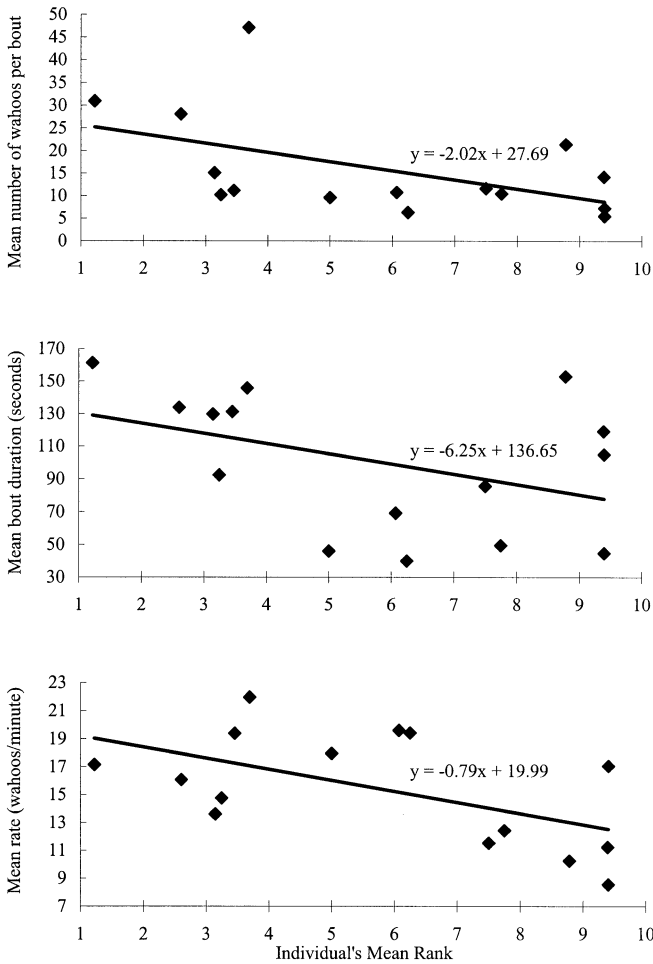 Mean number of wahoos per bout
50
45
40
35
30
25
20
15
10
5
0
y = -2.02x + 27.69
1 2 3 4 5 6 7 8 9 10
Mean bout duration (seconds)
170
150
130
110
90
70
50
30
y = -6.25x + 136.65
1 2 3 4 5 6 7 8 9 10
Mean rate (wahoos/minute)
23
21
19
17
15
13
11
9
7
y = -0.79x + 19.99
1 2 3 4 5 6 7 8 9 10
Individual's Mean Rank